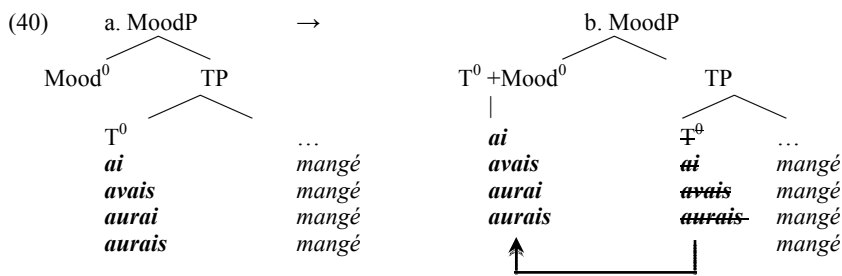 (40) a. MoodP → b. MoodP
Mood⁰ TP T⁰ +Mood⁰ TP
T⁰ … ai T⁰ …
ai mangé avais ai mangé
avais mangé aurai avais mangé
aurai mangé aurais aurais mangé
aurais mangé mangé